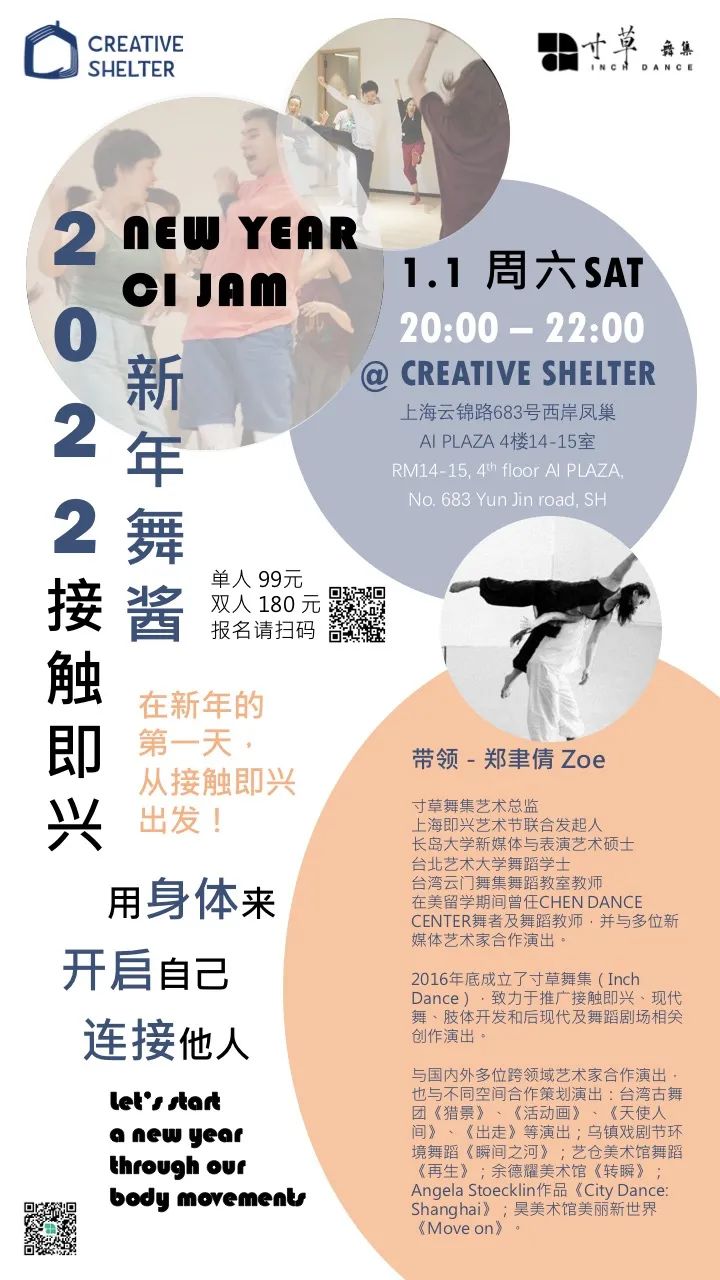 CREATIVE
SHELTER
寸草 舞集
INCH DANCE
2022接触即兴
NEW YEAR
CI JAM
新年舞酱
1.1 周六SAT
20:00 – 22:00
@ CREATIVE SHELTER
上海云锦路683号西岸凤巢
AI PLAZA 4楼14-15室
RM14-15, 4th floor AI PLAZA,
No. 683 Yun Jin road, SH
单人 99元
双人 180 元
报名请扫码
在新年的
第一天，
从接触即兴
出发！
用身体来
开启自己
连接他人
Let's start
a new year
through our
body movements
带领 - 郑聿倩 Zoe
寸草舞集艺术总监
上海即兴艺术节联合发起人
长岛大学新媒体与表演艺术硕士
台北艺术大学舞蹈学士
台湾云门舞集舞蹈教室教师
在美留学期间曾任CHEN DANCE
CENTER舞者及舞蹈教师，并与多位新
媒体艺术家合作演出。
2016年底成立了寸草舞集（Inch
Dance），致力于推广接触即兴、现代
舞、肢体开发和后现代及舞蹈剧场相关
创作演出。
与国内外多位跨领域艺术家合作演出，
也与不同空间合作策划演出：台湾古舞
团《猎景》、《活动画》、《天使人
间》、《出走》等演出；乌镇戏剧节环
境舞蹈《瞬间之河》；艺仓美术馆舞蹈
《再生》；余德耀美术馆《转瞬》；
Angela Stoecklin作品《City Dance:
Shanghai》；昊美术馆美丽新世界
《Move on》。